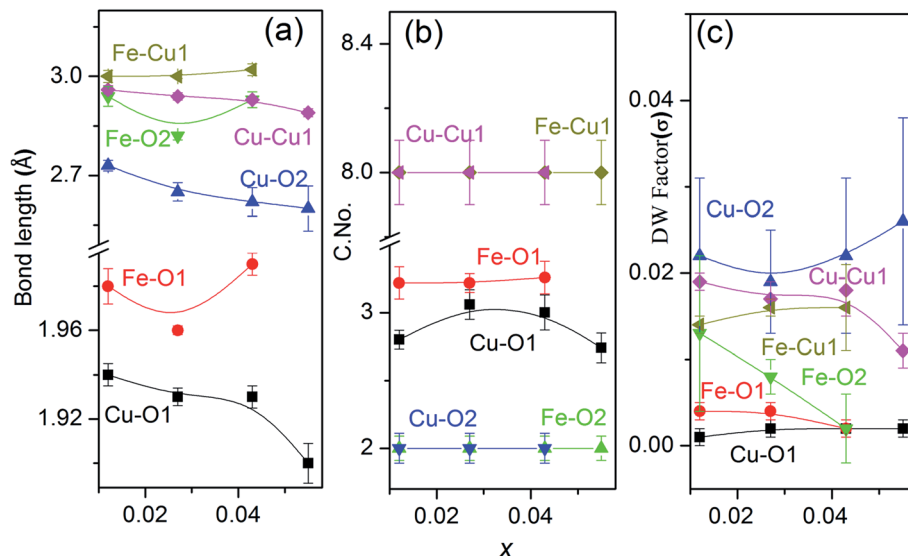 (a)
Fe-Cu1
Fe-O2
Cu-Cu1
Cu-O2
Fe-O1
Cu-O1
Bond length (Å)
3.0
2.7
1.96
1.92
0.02
0.04
(b)
Cu-Cu1
Fe-Cu1
Fe-O1
Cu-O1
Cu-O2
Fe-O2
C.No.
8.4
8.0
3
2
0.02
0.04
x
(c)
Cu-O2
Cu-Cu1
Fe-Cu1
Fe-O2
Fe-O1
Cu-O1
DW Factor(σ)
0.04
0.02
0.00
0.02
0.04